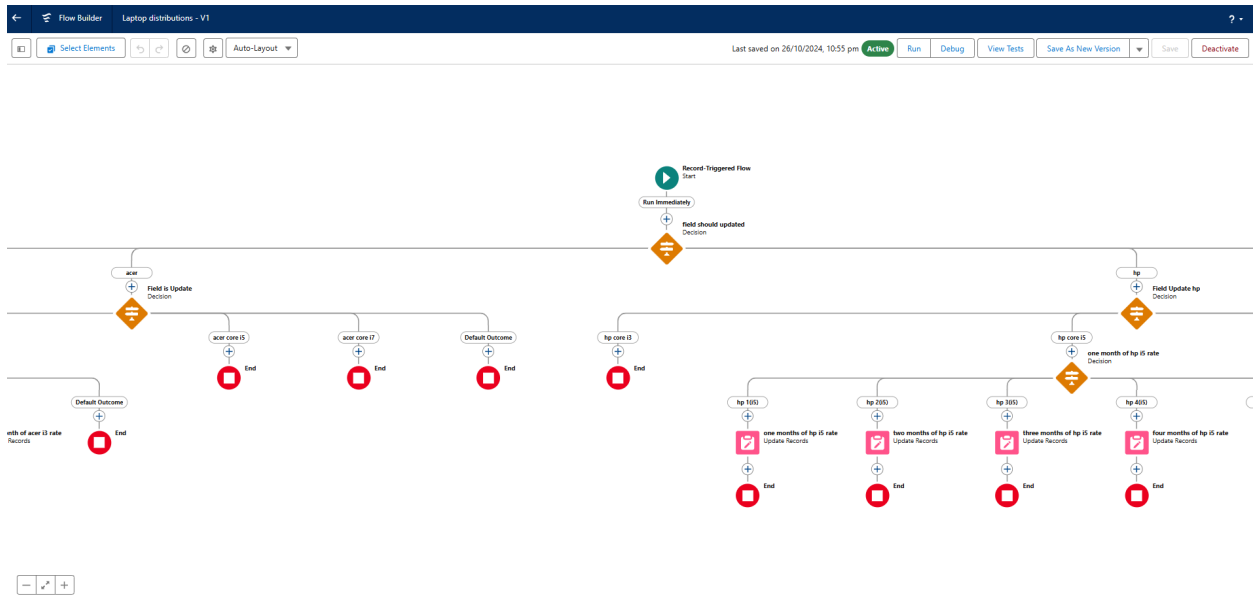 Flow Builder
Laptop distributions - V1
?
Select Elements
Auto-Layout
Last saved on 26/10/2024, 10:55 pm
Active
Run
Debug
View Tests
Save As New Version
Save
Deactivate
Record-Triggered Flow
Start
Run Immediately
field should updated
Decision
acer
Field is Update
Decision
hp
Field Update hp
Decision
acer core i5
End
acer core i7
End
Default Outcome
End
hp core i3
End
hp core i5
one month of hp i5 rate
Decision
Default Outcome
End
nth of acer i3 rate
Records
hp 1(i5)
one months of hp i5 rate
Update Records
End
hp 2(i5)
two months of hp i5 rate
Update Records
End
hp 3(i5)
three months of hp i5 rate
Update Records
End
hp 4(i5)
four months of hp i5 rate
Update Records
End